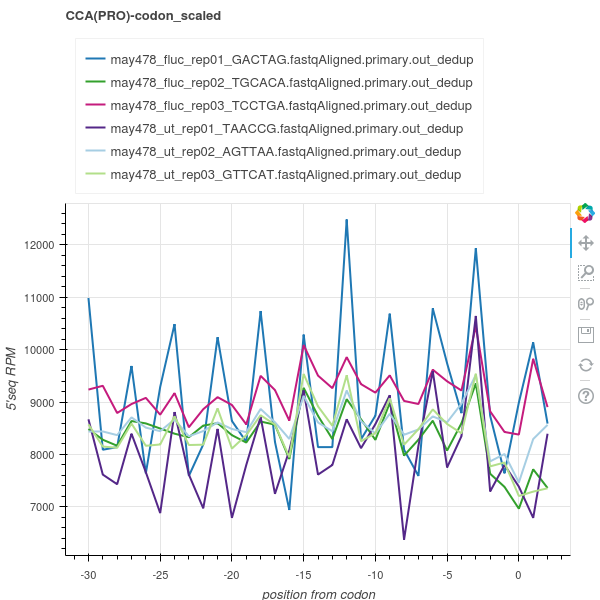 CCA(PRO)-codon_scaled
may478_fluc_rep01_GACTAG.fastqAligned.primary.out_dedup
may478_fluc_rep02_TGCACA.fastqAligned.primary.out_dedup
may478_fluc_rep03_TCCTGA.fastqAligned.primary.out_dedup
may478_ut_rep01_TAACCG.fastqAligned.primary.out_dedup
may478_ut_rep02_AGTTAA.fastqAligned.primary.out_dedup
may478_ut_rep03_GTTCAT.fastqAligned.primary.out_dedup
12000
11000
10000
9000
8000
7000
5'seq RPM
-30 -25 -20 -15 -10 -5 0
position from codon